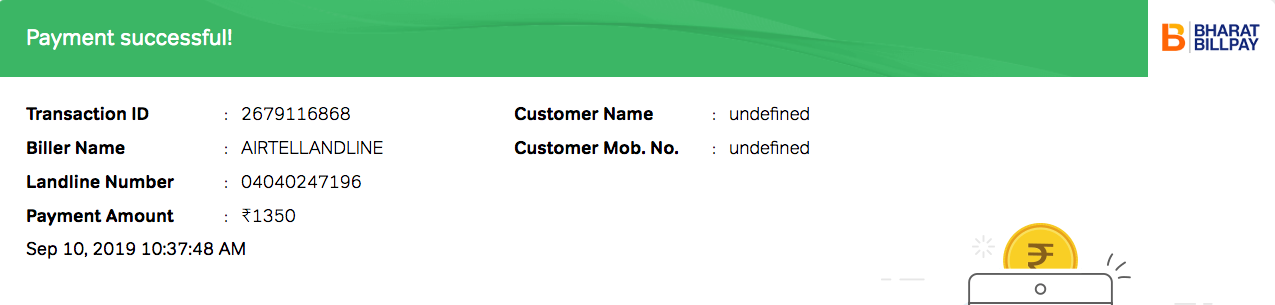 Payment successful!
BHARAT
BILLPAY
Transaction ID : 2679116868
Customer Name : undefined
Biller Name : AIRTELLANDLINE
Customer Mob. No. : undefined
Landline Number : 04040247196
Payment Amount : ₹1350
Sep 10, 2019 10:37:48 AM
₹